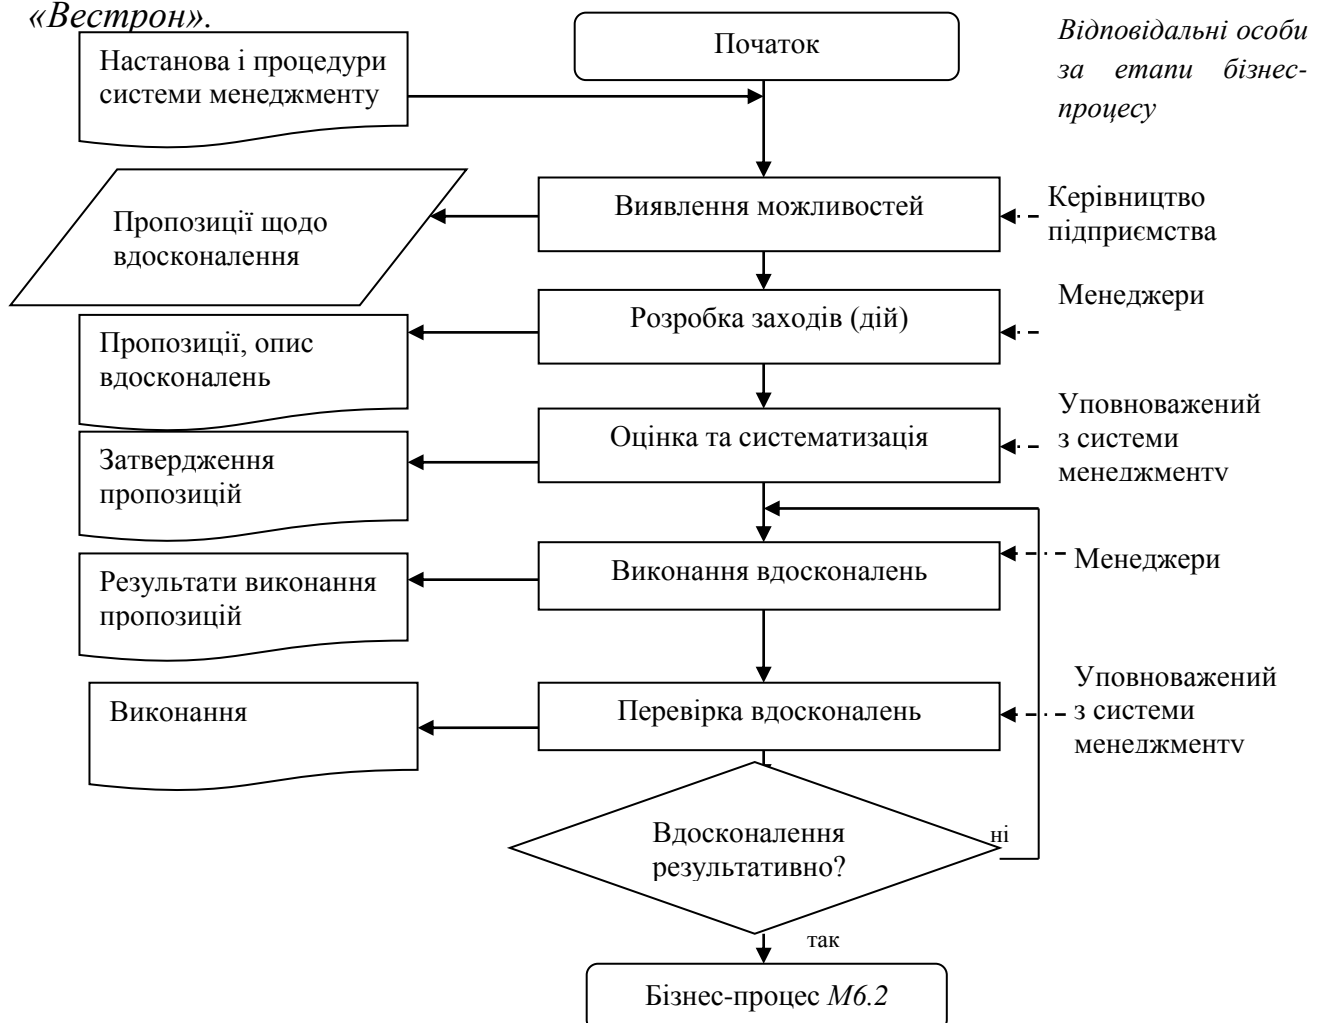 «Вестрон».
Початок
Відповідальні особи
за етапи бізнес-
процесу
Настанова і процедури
системи менеджменту
Виявлення можливостей
Керівництво
підприємства
Пропозиції щодо
вдосконалення
Розробка заходів (дій)
Менеджери
Пропозиції, опис
вдосконалень
Оцінка та систематизація
Уповноважений
з системи
менеджменту
Затвердження
пропозицій
Виконання вдосконалень
Менеджери
Результати виконання
пропозицій
Перевірка вдосконалень
Уповноважений
з системи
менеджменту
Виконання
Вдосконалення
результативно?
ні
так
Бізнес-процес М6.2